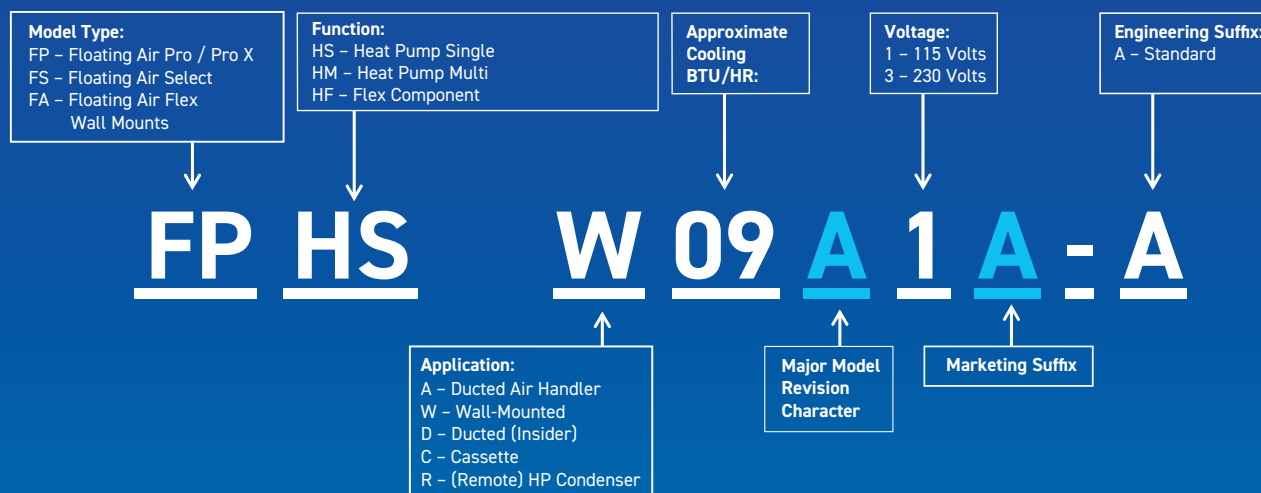 Model Type:
FP – Floating Air Pro / Pro X
FS – Floating Air Select
FA – Floating Air Flex
Wall Mounts
Function:
HS – Heat Pump Single
HM – Heat Pump Multi
HF – Flex Component
Approximate
Cooling
BTU/HR:
Voltage:
1 – 115 Volts
3 – 230 Volts
Engineering Suffix:
A – Standard
FP HS W 09 A 1 A - A
Application:
A – Ducted Air Handler
W – Wall-Mounted
D – Ducted (Insider)
C – Cassette
R – (Remote) HP Condenser
Major Model
Revision
Character
Marketing Suffix